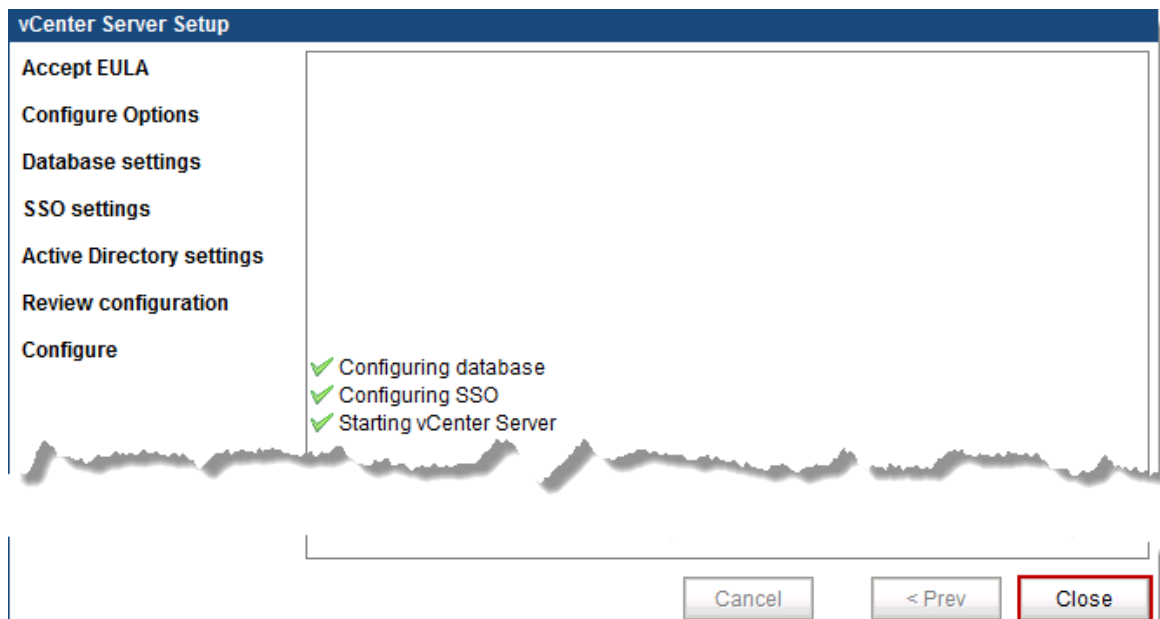 vCenter Server Setup
Accept EULA
Configure Options
Database settings
SSO settings
Active Directory settings
Review configuration
Configure
Configuring database
Configuring SSO
Starting vCenter Server
Cancel
< Prev
Close